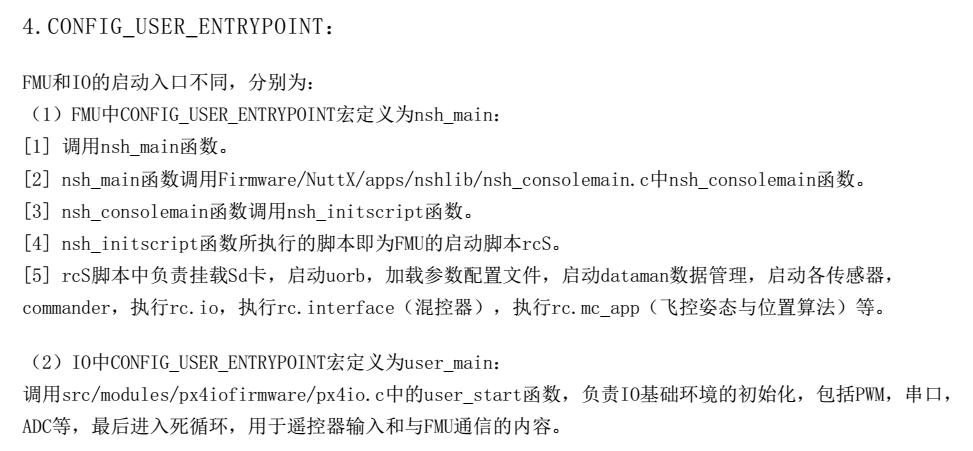 4.CONFIG_USER_ENTRYPOINT:
FMU和IO的启动入口不同，分别为：
（1）FMU中CONFIG_USER_ENTRYPOINT宏定义为nsh_main：
[1] 调用nsh_main函数。
[2] nsh_main函数调用Firmware/NuttX/apps/nshlib/nsh_consolemain.c中nsh_consolemain函数。
[3] nsh_consolemain函数调用nsh_initscript函数。
[4] nsh_initscript函数所执行的脚本即为FMU的启动脚本rcS。
[5] rcS脚本中负责挂载Sd卡，启动uorb，加载参数配置文件，启动dataman数据管理，启动各传感器，
commander，执行rc.io，执行rc.interface（混控器），执行rc.mc_app（飞控姿态与位置算法）等。
（2）IO中CONFIG_USER_ENTRYPOINT宏定义为user_main：
调用src/modules/px4iofirmware/px4io.c中的user_start函数，负责IO基础环境的初始化，包括PWM，串口，
ADC等，最后进入死循环，用于遥控器输入和与FMU通信的内容。